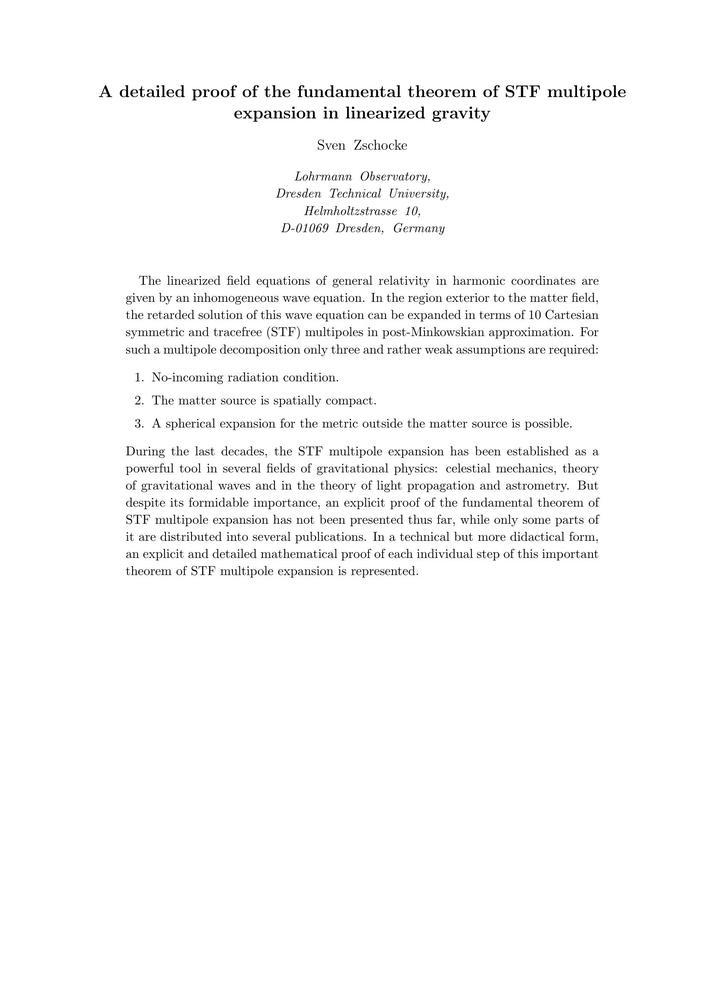 A detailed proof of the fundamental theorem of STF multipole
expansion in linearized gravity
Sven Zschocke
Lohrmann Observatory,
Dresden Technical University,
Helmholtzstrasse 10,
D-01069 Dresden, Germany
The linearized field equations of general relativity in harmonic coordinates are
given by an inhomogeneous wave equation. In the region exterior to the matter field,
the retarded solution of this wave equation can be expanded in terms of 10 Cartesian
symmetric and tracefree (STF) multipoles in post-Minkowskian approximation. For
such a multipole decomposition only three and rather weak assumptions are required:
1. No-incoming radiation condition.
2. The matter source is spatially compact.
3. A spherical expansion for the metric outside the matter source is possible.
During the last decades, the STF multipole expansion has been established as a
powerful tool in several fields of gravitational physics: celestial mechanics, theory
of gravitational waves and in the theory of light propagation and astrometry. But
despite its formidable importance, an explicit proof of the fundamental theorem of
STF multipole expansion has not been presented thus far, while only some parts of
it are distributed into several publications. In a technical but more didactical form,
an explicit and detailed mathematical proof of each individual step of this important
theorem of STF multipole expansion is represented.